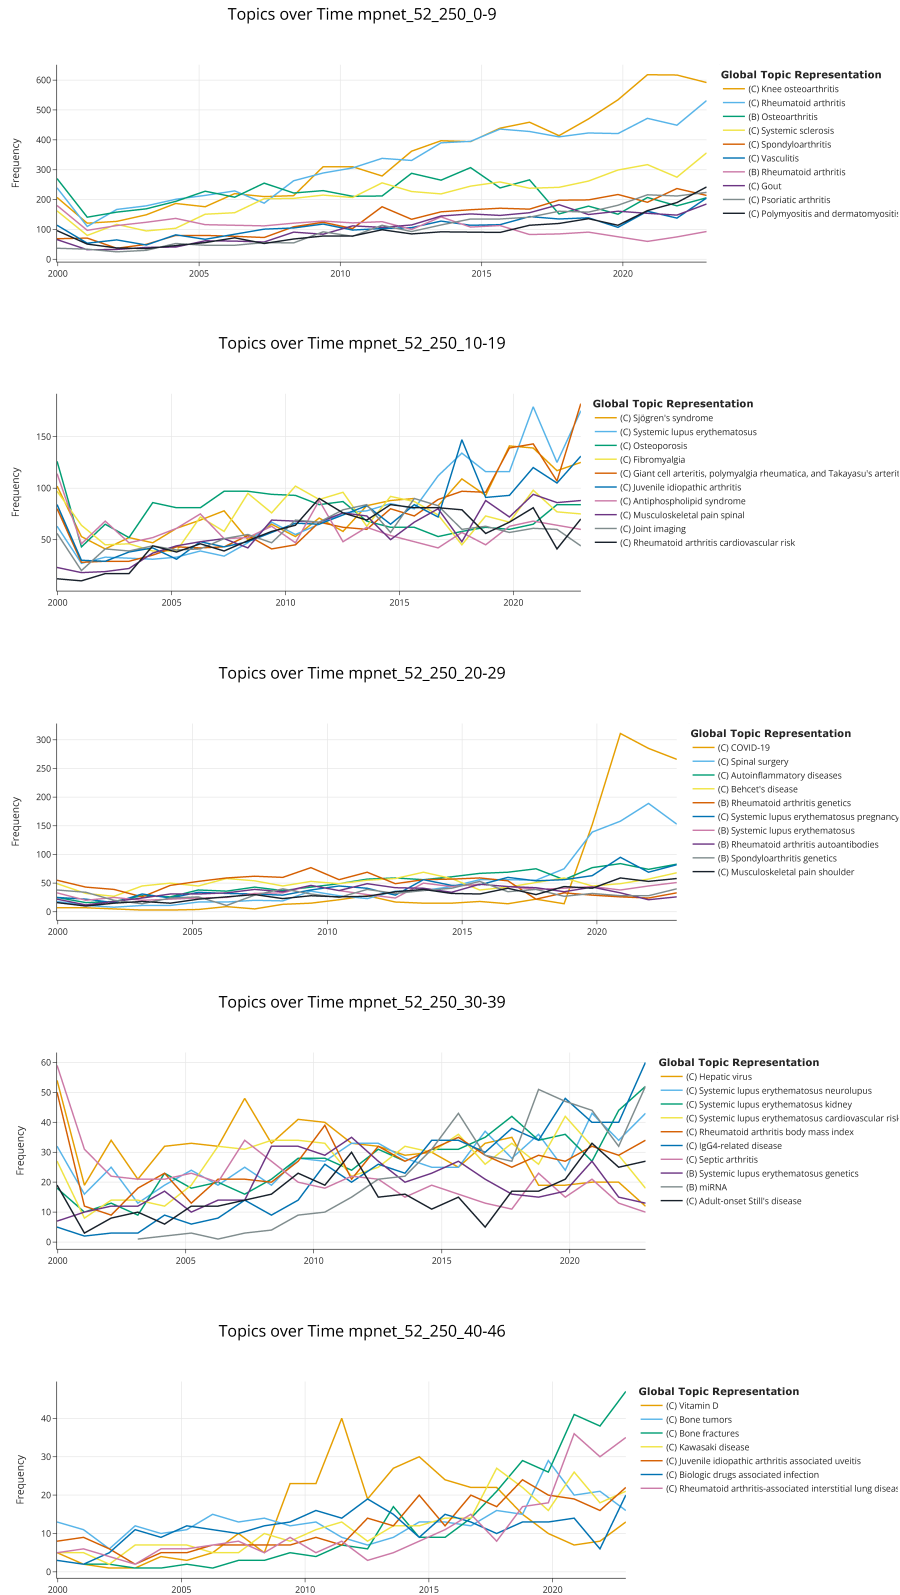 Topics over Time mpnet_52_250_0-9
Frequency
600
500
400
300
200
100
0
2000 2005 2010 2015 2020
Global Topic Representation
(C) Knee osteoarthritis
(C) Rheumatoid arthritis
(B) Osteoarthritis
(C) Systemic sclerosis
(C) Spondyloarthritis
(C) Vasculitis
(B) Rheumatoid arthritis
(C) Gout
(C) Psoriatic arthritis
(C) Polymyositis and dermatomyositis
Topics over Time mpnet_52_250_10-19
Frequency
150
100
50
2000 2005 2010 2015 2020
Global Topic Representation
(C) Sjögren's syndrome
(C) Systemic lupus erythematosus
(C) Osteoporosis
(C) Fibromyalgia
(C) Giant cell arteritis, polymyalgia rheumatica, and Takayasu's arterit
(C) Juvenile idiopathic arthritis
(C) Antiphospholipid syndrome
(C) Musculoskeletal pain spinal
(C) Joint imaging
(C) Rheumatoid arthritis cardiovascular risk
Topics over Time mpnet_52_250_20-29
Frequency
300
250
200
150
100
50
0
2000 2005 2010 2015 2020
Global Topic Representation
(C) COVID-19
(C) Spinal surgery
(C) Autoinflammatory diseases
(C) Behcet's disease
(B) Rheumatoid arthritis genetics
(C) Systemic lupus erythematosus pregnancy
(B) Systemic lupus erythematosus
(B) Rheumatoid arthritis autoantibodies
(B) Spondyloarthritis genetics
(C) Musculoskeletal pain shoulder
Topics over Time mpnet_52_250_30-39
Frequency
60
50
40
30
20
10
0
2000 2005 2010 2015 2020
Global Topic Representation
(C) Hepatic virus
(C) Systemic lupus erythematosus neurolupus
(C) Systemic lupus erythematosus kidney
(C) Systemic lupus erythematosus cardiovascular risk
(C) Rheumatoid arthritis body mass index
(C) IgG4-related disease
(C) Septic arthritis
(B) Systemic lupus erythematosus genetics
(B) miRNA
(C) Adult-onset Still's disease
Topics over Time mpnet_52_250_40-46
Frequency
40
30
20
10
0
2000 2005 2010 2015 2020
Global Topic Representation
(C) Vitamin D
(C) Bone tumors
(C) Bone fractures
(C) Kawasaki disease
(C) Juvenile idiopathic arthritis associated uveitis
(C) Biologic drugs associated infection
(C) Rheumatoid arthritis-associated interstitial lung diseas